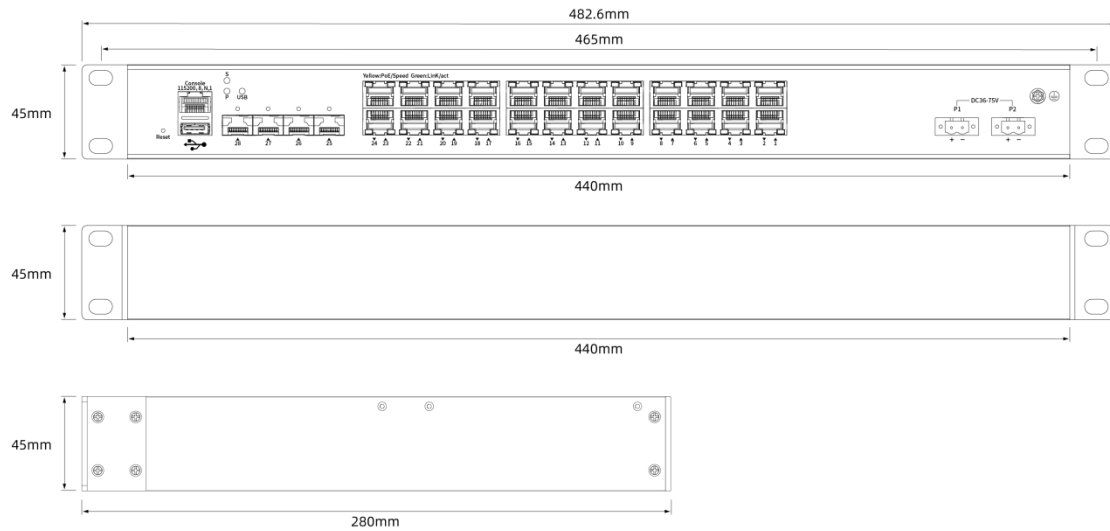 482.6mm
465mm
45mm
Console
115200, 8, N, 1
S
P USB
Reset
Yellow:PoE/Speed Green:LinK/act
28 27 26 25
24 23 22 21 20 19 18 17
16 15 14 13 12 11 10 9
8 7 6 5 4 3 2 1
DC36-75V
P1 P2
+ − + −
440mm
45mm
440mm
45mm
280mm